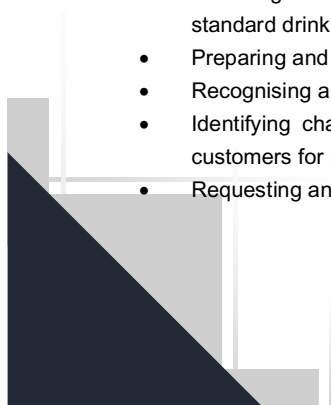 standard drink
• Preparing and
• Recognising a
• Identifying cha
customers for
• Requesting an